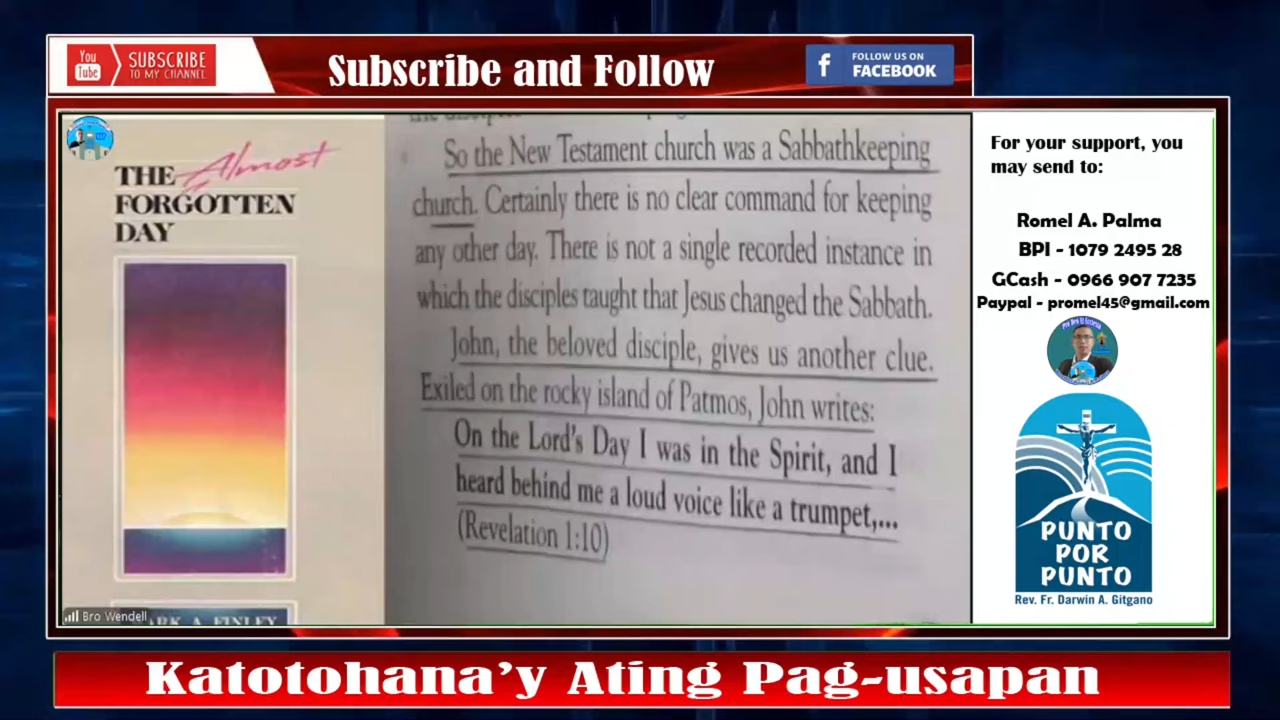 You
Tube
SUBSCRIBE
TO MY CHANNEL
Subscribe and Follow
f
FOLLOW US ON
FACEBOOK
THE Almost
FORGOTTEN
DAY
So the New Testament church was a Sabbathkeeping
church. Certainly there is no clear command for keeping
any other day. There is not a single recorded instance in
which the disciples taught that Jesus changed the Sabbath.
John, the beloved disciple, gives us another clue.
Exiled on the rocky island of Patmos, John writes:
On the Lord's Day I was in the Spirit, and I
heard behind me a loud voice like a trumpet,...
(Revelation 1:10)
Bro Wendell
FINLEY
For your support, you
may send to:
Romel A. Palma
BPI - 1079 2495 28
GCash - 0966 907 7235
Paypal - promel45@gmail.com
PUNTO
POR
PUNTO
Rev. Fr. Darwin A. Gitgano
Katotohana'y Ating Pag-usapan